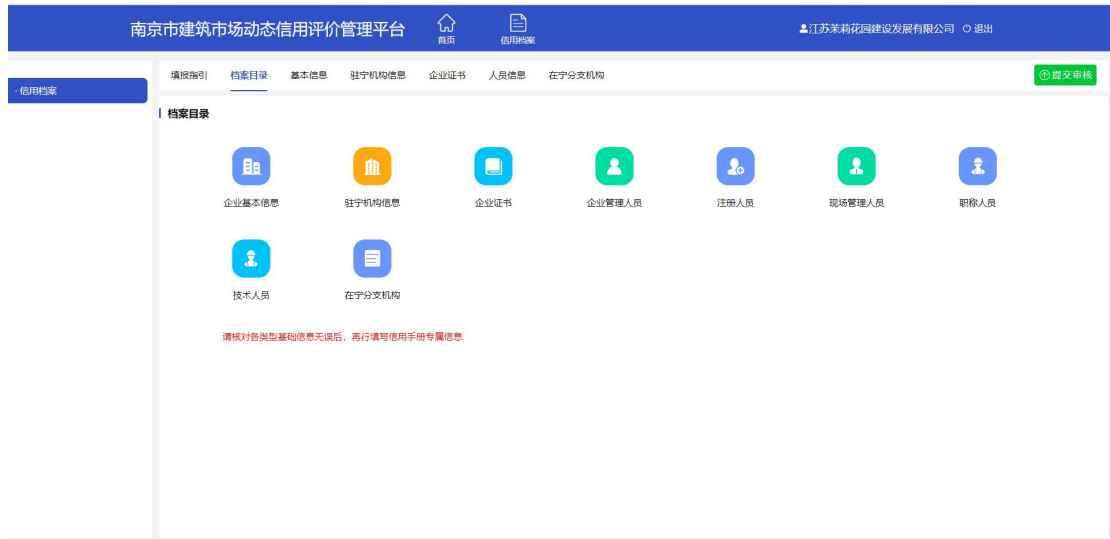 南京市建筑市场动态信用评价管理平台 首页 信用档案 江苏茉莉花园建设发展有限公司 退出
· 信用档案
填报指引 档案目录 基本信息 驻宁机构信息 企业证书 人员信息 在宁分支机构 提交审核
档案目录
企业基本信息 驻宁机构信息 企业证书 企业管理人员 注册人员 现场管理人员 职称人员
技术人员 在宁分支机构
请核对各类型基础信息无误后，再行填写信用手册专属信息